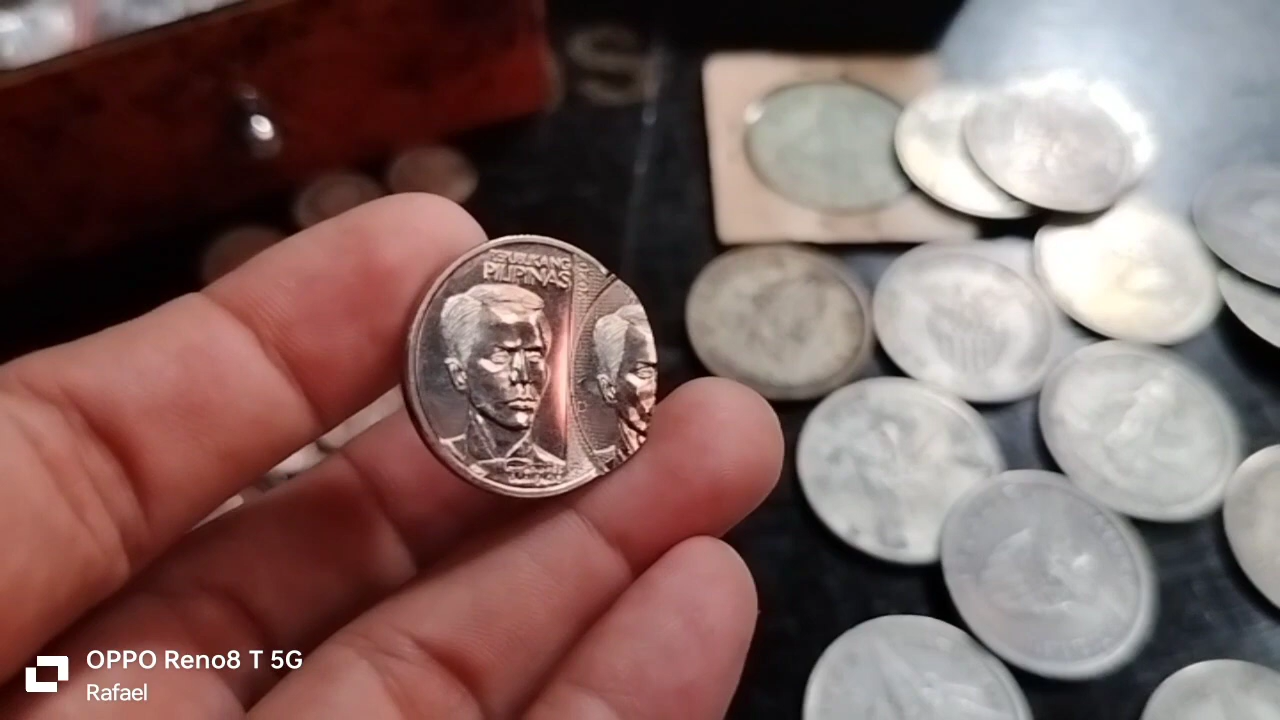 REPUBLIKANG
PILIPINAS
S
OPPO Reno8 T 5G
Rafael